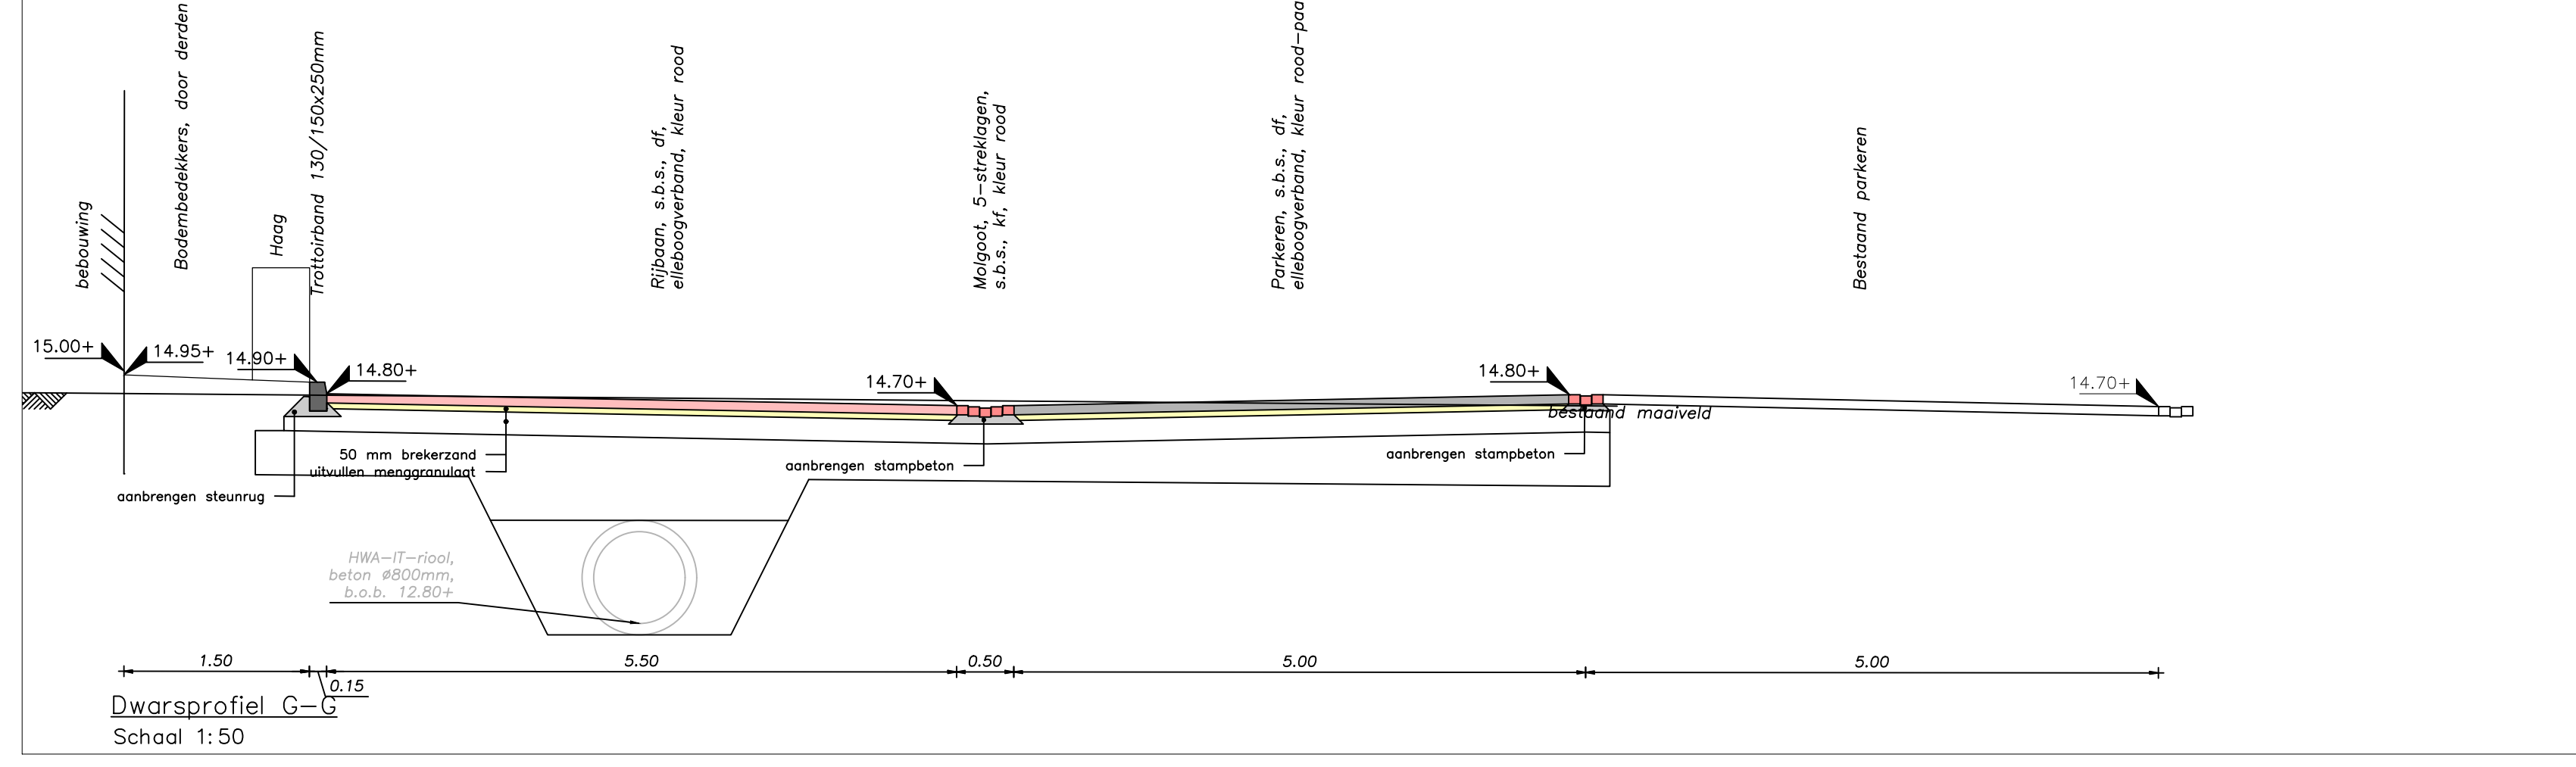 bebouwing
Bodembedekkers, door derden
Haag
Trottoirband 130/150x250mm
Rijbaan, s.b.s., df,
elleboogverband, kleur rood
Molgoot, 5-streklagen,
s.b.s., kf, kleur rood
Parkeren, s.b.s., df,
elleboogverband, kleur rood-paa
Bestaand parkeren
15.00+
14.95+
14.90+
14.80+
14.70+
14.80+
14.70+
bestaand maaiveld
50 mm brekerzand
uitvullen menggranulaat
aanbrengen stampbeton
aanbrengen stampbeton
aanbrengen steunrug
HWA-IT-riool,
beton ø800mm,
b.o.b. 12.80+
1.50
5.50
0.50
5.00
5.00
0.15
Dwarsprofiel G-G
Schaal 1:50